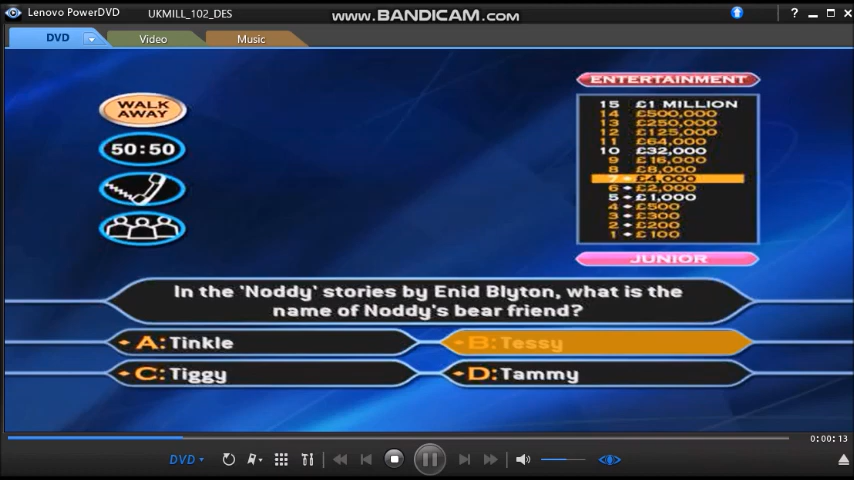 Lenovo PowerDVD
UKMILL_102_DES
www.BANDICAM.com
DVD
Video
Music
WALK
AWAY
50:50
ENTERTAINMENT
15 £1 MILLION
14 £500,000
13 £250,000
12 £125,000
11 £64,000
10 £32,000
9 £16,000
8 £8,000
7 £4,000
6 £2,000
5 £1,000
4 £500
3 £300
2 £200
1 £100
JUNIOR
In the 'Noddy' stories by Enid Blyton, what is the
name of Noddy's bear friend?
A: Tinkle
B: Tessy
C: Tiggy
D: Tammy
0:00:13
DVD